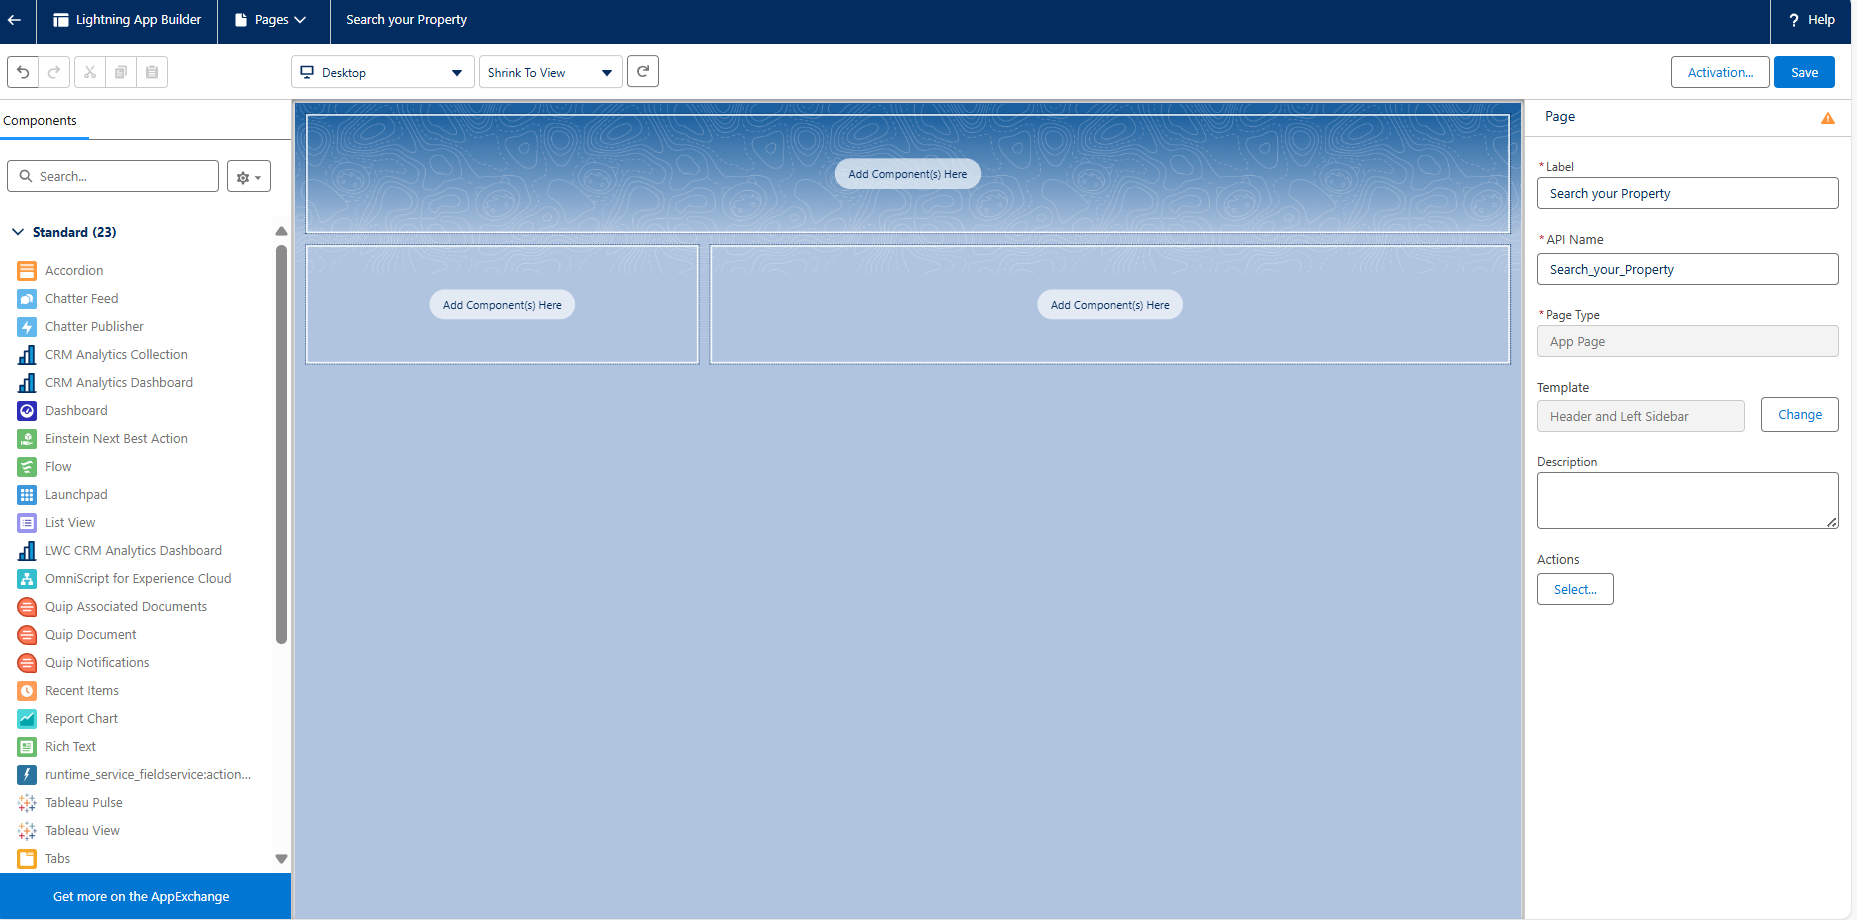 Lightning App Builder
Pages
Search your Property
? Help
Desktop
Shrink To View
Activation...
Save
Components
Search...
Standard (23)
Accordion
Chatter Feed
Chatter Publisher
CRM Analytics Collection
CRM Analytics Dashboard
Dashboard
Einstein Next Best Action
Flow
Launchpad
List View
LWC CRM Analytics Dashboard
OmniScript for Experience Cloud
Quip Associated Documents
Quip Document
Quip Notifications
Recent Items
Report Chart
Rich Text
runtime_service_fieldservice:action...
Tableau Pulse
Tableau View
Tabs
Get more on the AppExchange
Add Component(s) Here
Add Component(s) Here
Add Component(s) Here
Page
* Label
Search your Property
* API Name
Search_your_Property
* Page Type
App Page
Template
Header and Left Sidebar
Change
Description
Actions
Select...